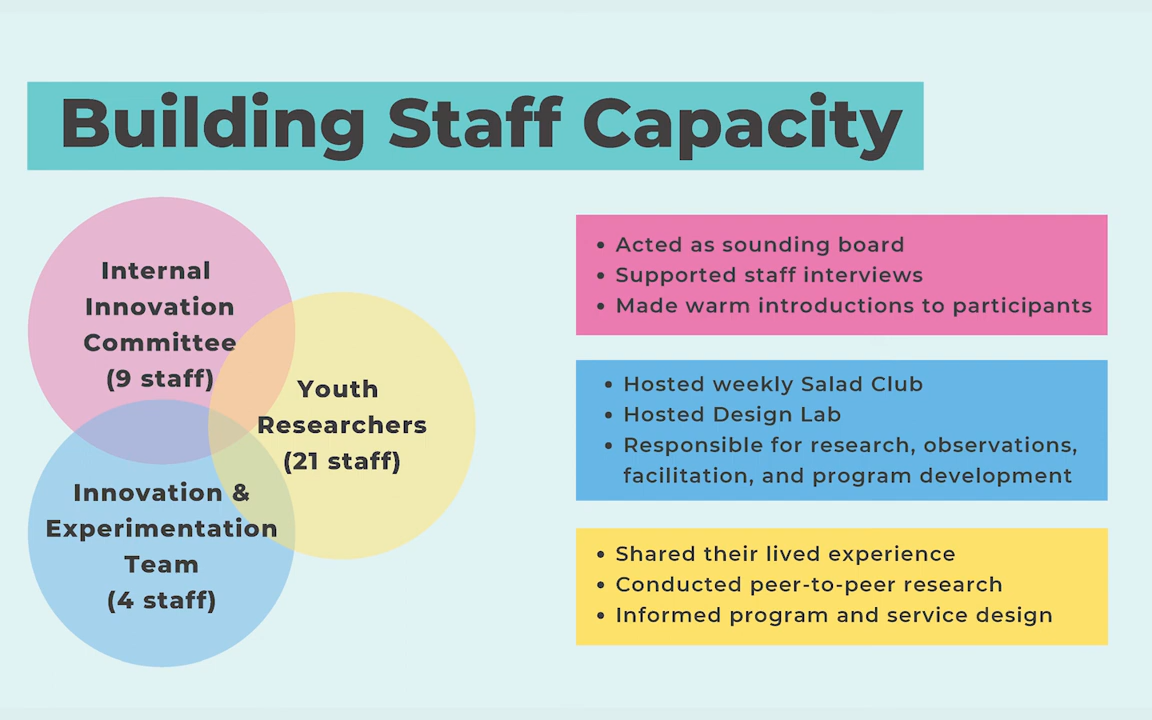 Building Staff Capacity
Internal
Innovation
Committee
(9 staff)
Youth
Researchers
(21 staff)
Innovation &
Experimentation
Team
(4 staff)
• Acted as sounding board
• Supported staff interviews
• Made warm introductions to participants
• Hosted weekly Salad Club
• Hosted Design Lab
• Responsible for research, observations,
facilitation, and program development
• Shared their lived experience
• Conducted peer-to-peer research
• Informed program and service design